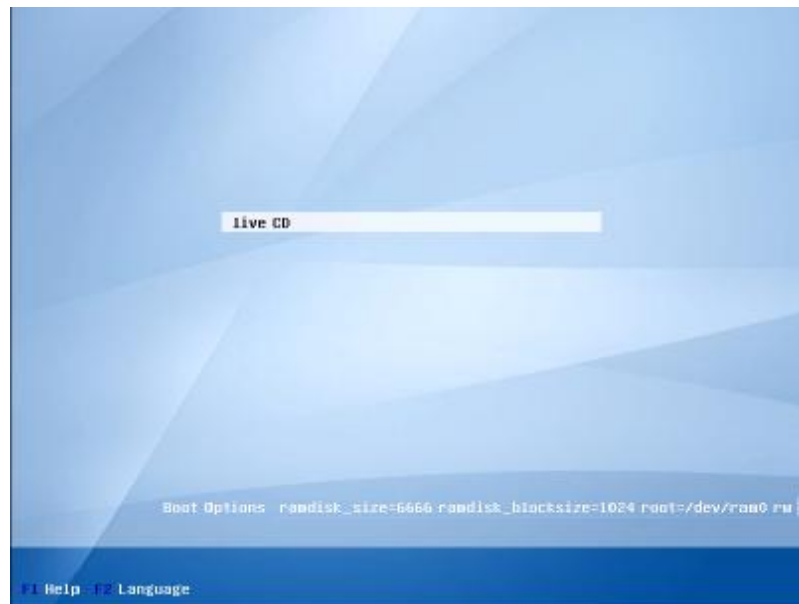 live CD
Boot Options ramdisk_size=6666 ramdisk_blocksize=1024 root=/dev/ram0 rw
F1 Help F2 Language